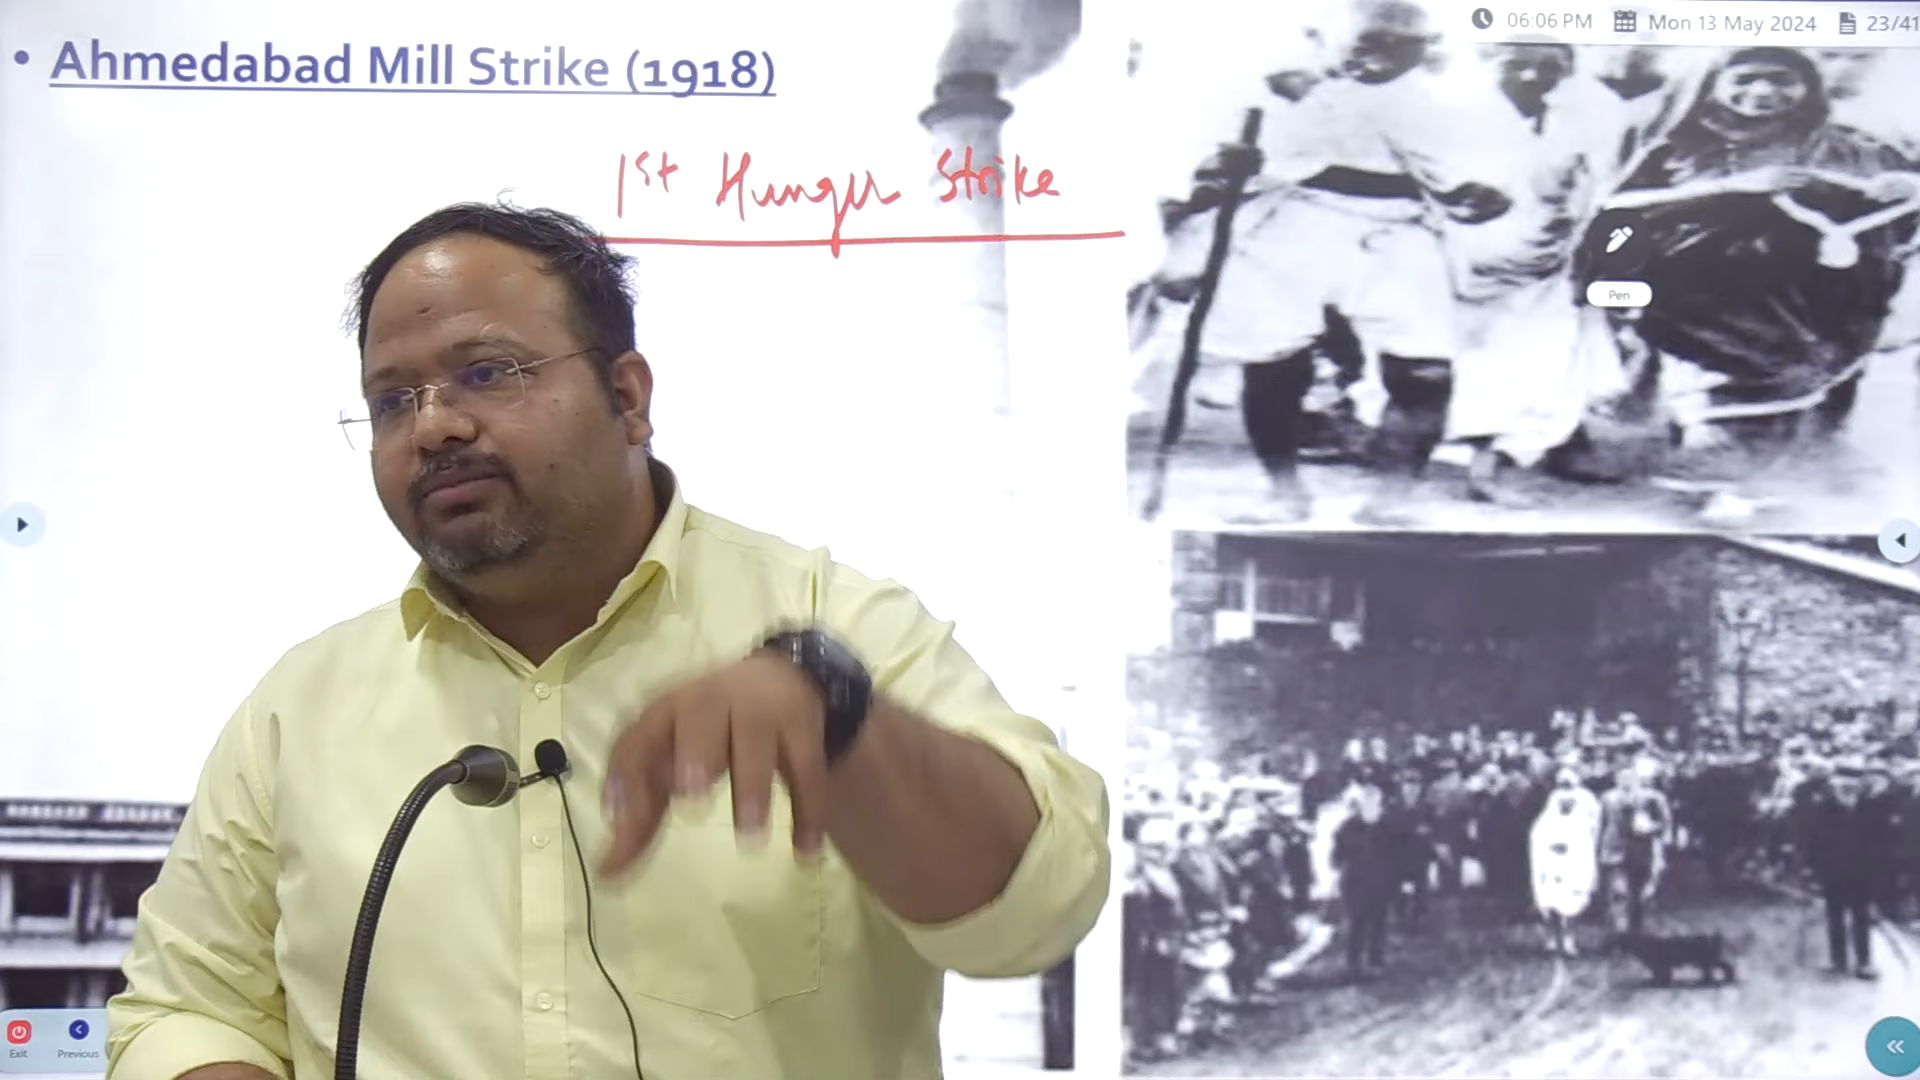 06:06 PM Mon 13 May 2024 23/41
• Ahmedabad Mill Strike (1918)
1st Hunger Strike
Pen
Exit
Previous